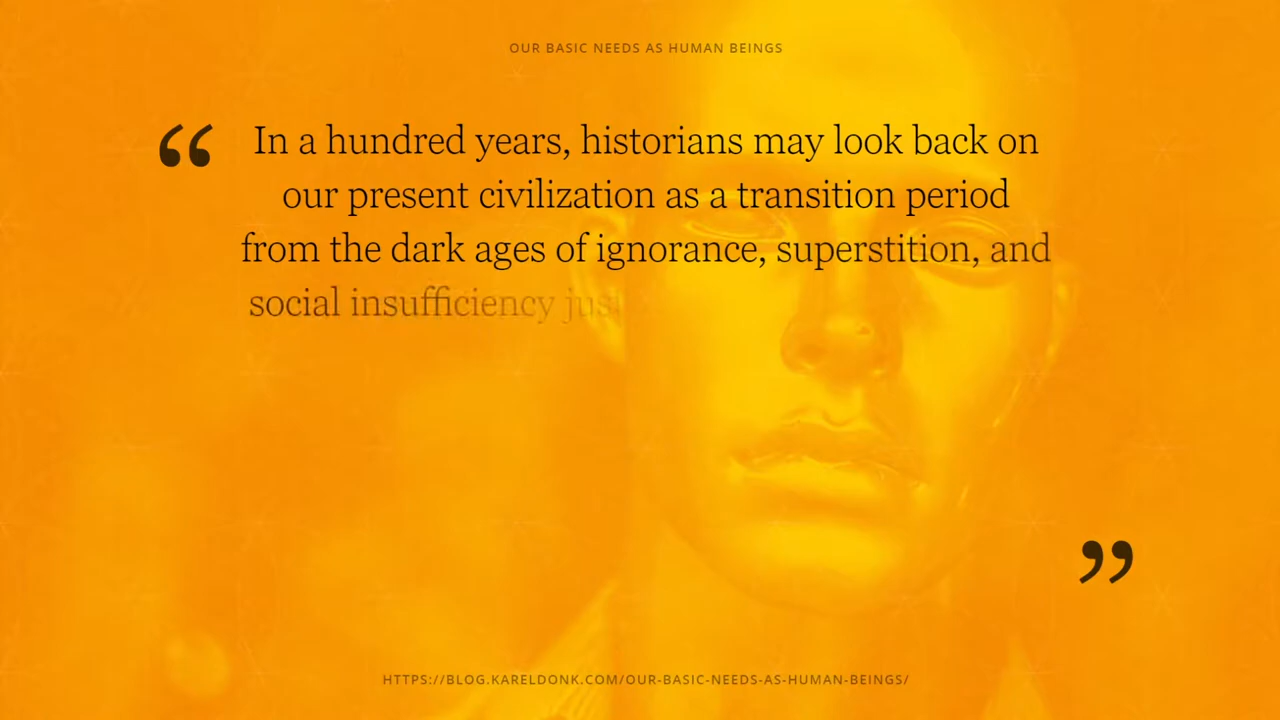 OUR BASIC NEEDS AS HUMAN BEINGS
“ In a hundred years, historians may look back on
our present civilization as a transition period
from the dark ages of ignorance, superstition, and
social insufficiency
”
HTTPS://BLOG.KARELDONK.COM/OUR-BASIC-NEEDS-AS-HUMAN-BEINGS/